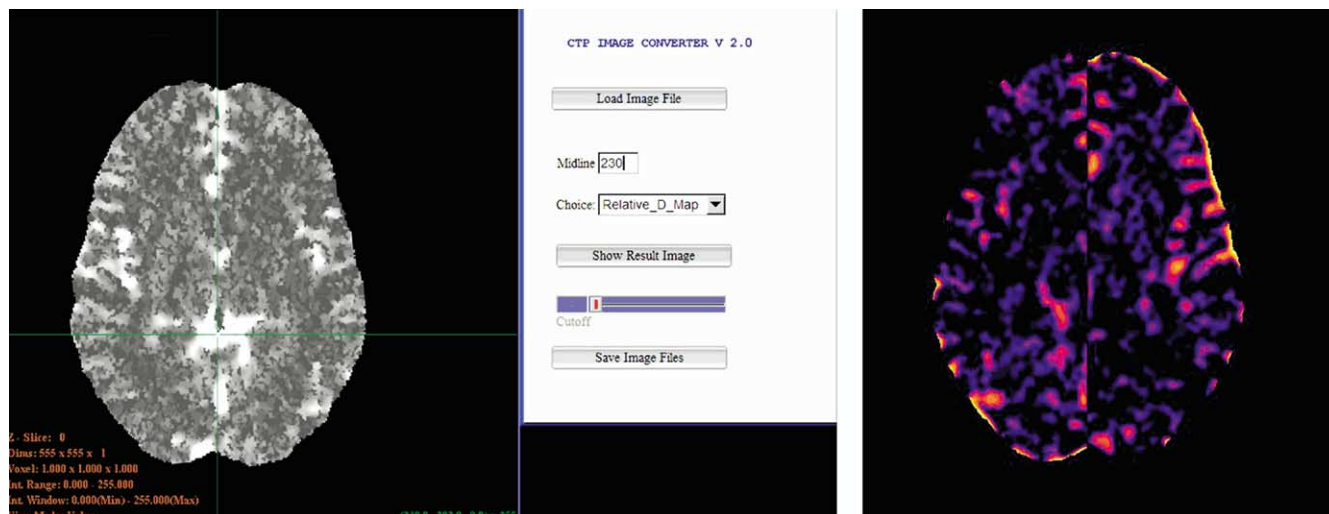 CTP IMAGE CONVERTER V 2.0
Load Image File
Midline 230
Choice: Relative_D_Map
Show Result Image
Cutoff
Save Image Files
Z - Slice: 0
Dims: 555 x 555 x 1
Voxel: 1.000 x 1.000 x 1.000
Int. Range: 0.000 - 255.000
Int. Window: 0.000(Min) - 255.000(Max)